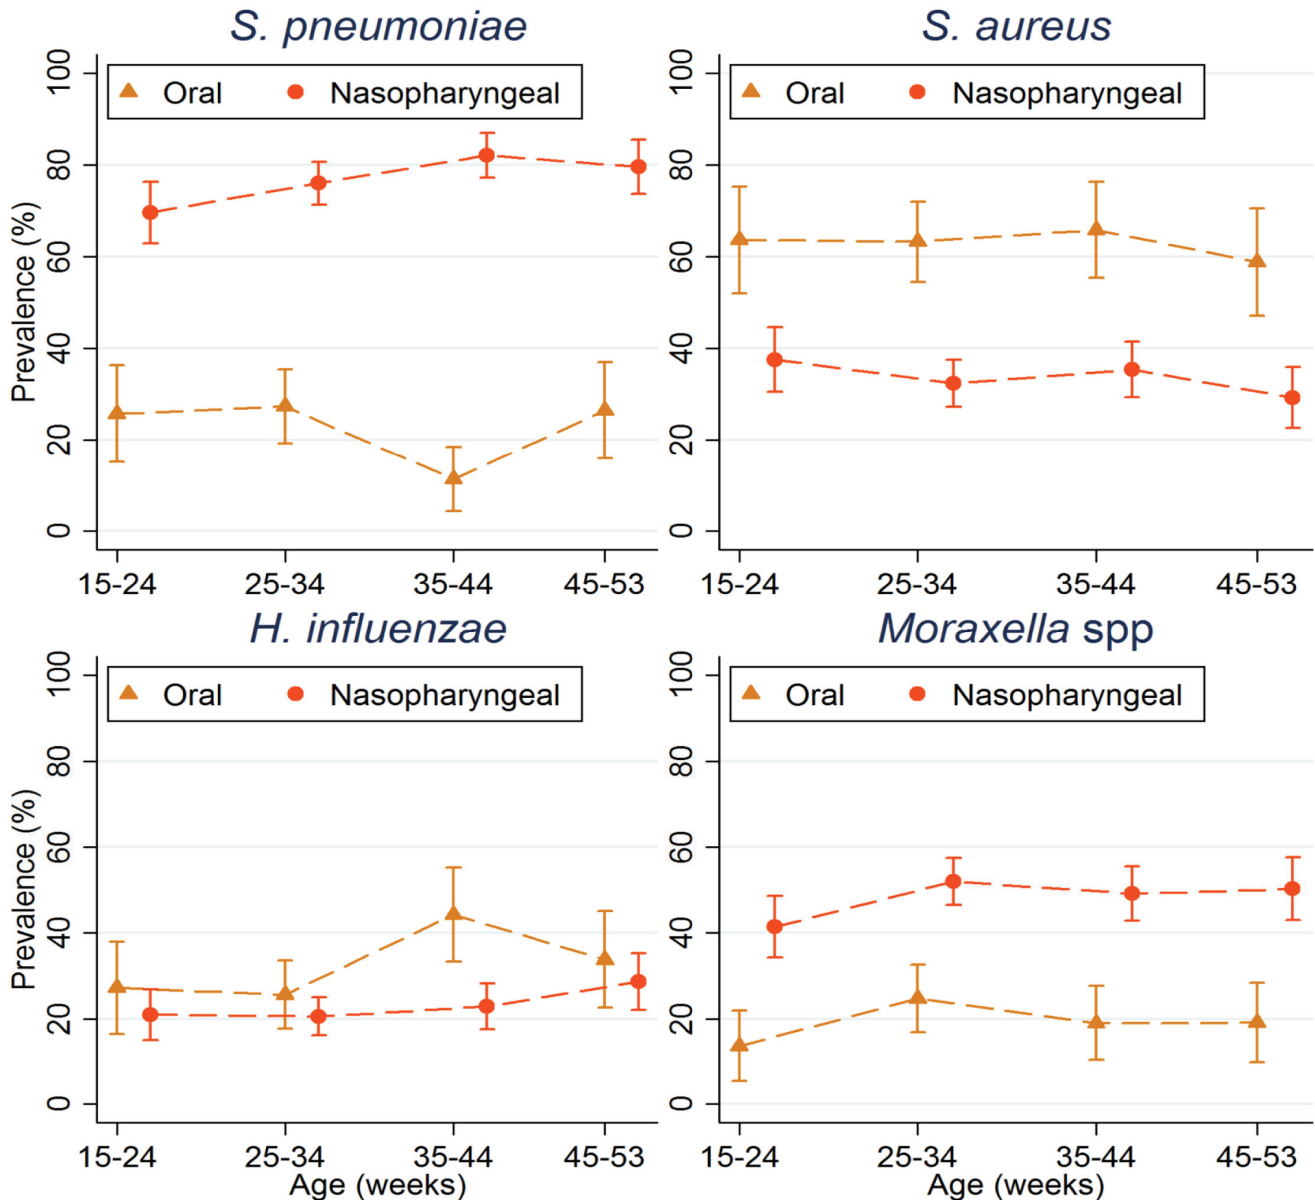 S. pneumoniae
Oral Nasopharyngeal
Prevalence (%)
100
80
60
40
20
0
15-24 25-34 35-44 45-53
S. aureus
Oral Nasopharyngeal
100
80
60
40
20
0
15-24 25-34 35-44 45-53
H. influenzae
Oral Nasopharyngeal
Prevalence (%)
100
80
60
40
20
0
15-24 25-34 35-44 45-53
Age (weeks)
Moraxella spp
Oral Nasopharyngeal
100
80
60
40
20
0
15-24 25-34 35-44 45-53
Age (weeks)